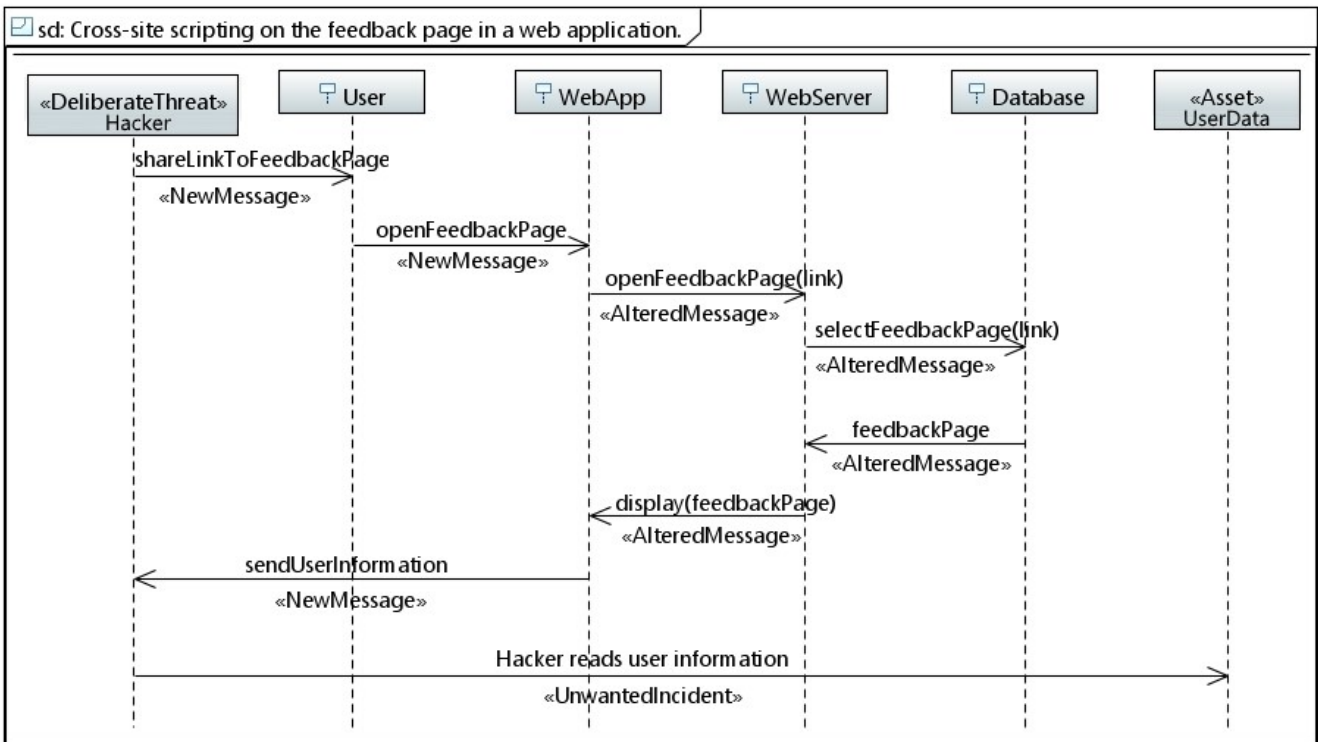 sd: Cross-site scripting on the feedback page in a web application.
«DeliberateThreat»
Hacker
User
WebApp
WebServer
Database
«Asset»
UserData
shareLinkToFeedbackPage
«NewMessage»
openFeedbackPage
«NewMessage»
openFeedbackPage(link)
«AlteredMessage»
selectFeedbackPage(link)
«AlteredMessage»
feedbackPage
«AlteredMessage»
display(feedbackPage)
«AlteredMessage»
sendUserInformation
«NewMessage»
Hacker reads user information
«UnwantedIncident»